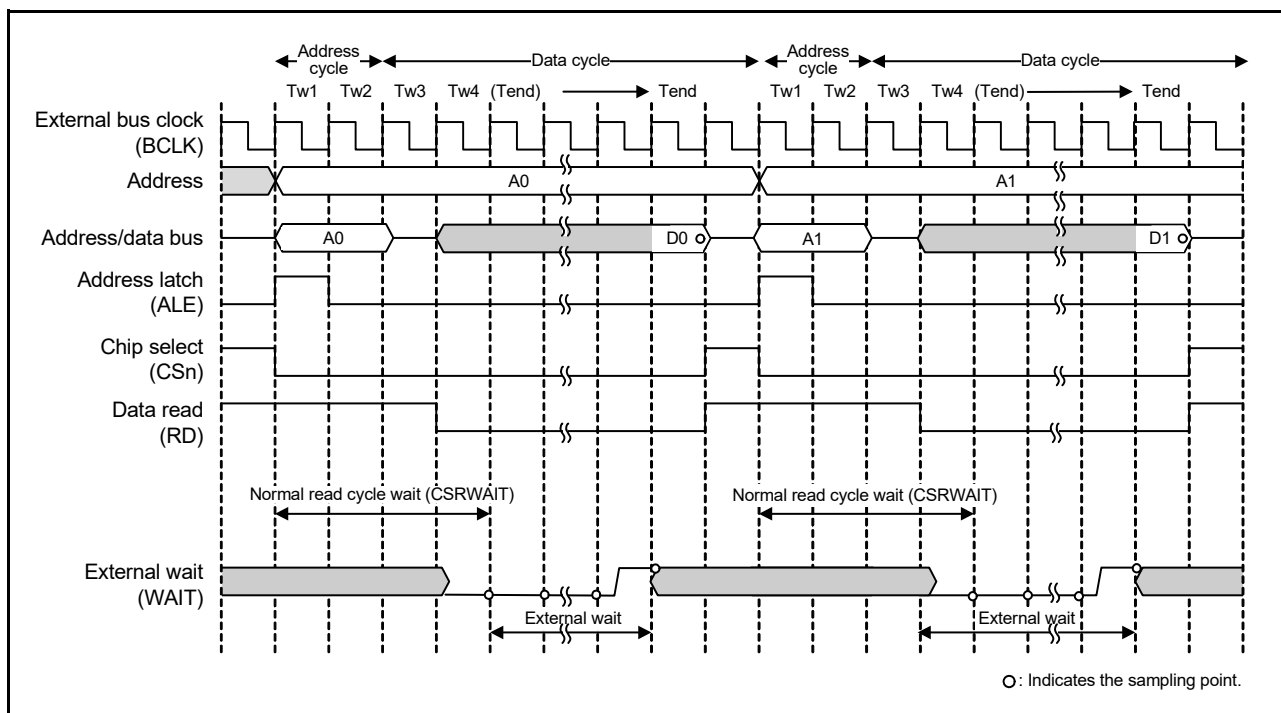 Address cycle
Data cycle
Address cycle
Data cycle
Tw1 Tw2 Tw3 Tw4 (Tend) Tend Tw1 Tw2 Tw3 Tw4 (Tend) Tend
External bus clock
(BCLK)
Address
A0
A1
Address/data bus
A0
D0
A1
D1
Address latch
(ALE)
Chip select
(CSn)
Data read
(RD)
Normal read cycle wait (CSRWAIT)
Normal read cycle wait (CSRWAIT)
External wait
(WAIT)
External wait
External wait
: Indicates the sampling point.